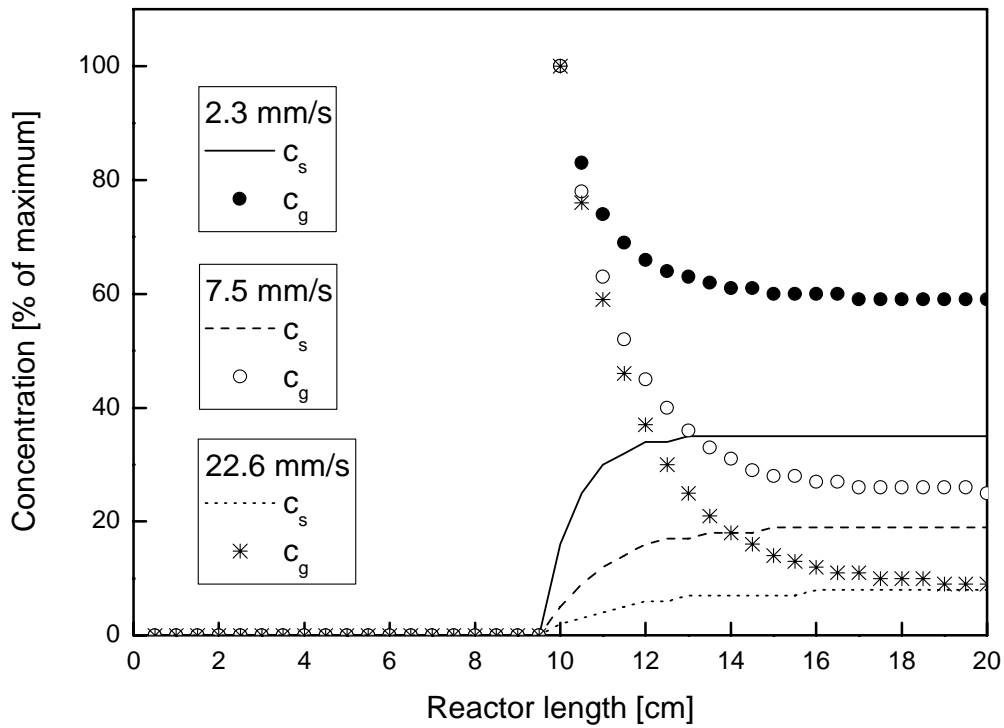 Concentration [% of maximum]
100
80
60
40
20
0
2.3 mm/s
c_s
c_g
7.5 mm/s
c_s
c_g
22.6 mm/s
c_s
c_g
0 2 4 6 8 10 12 14 16 18 20
Reactor length [cm]